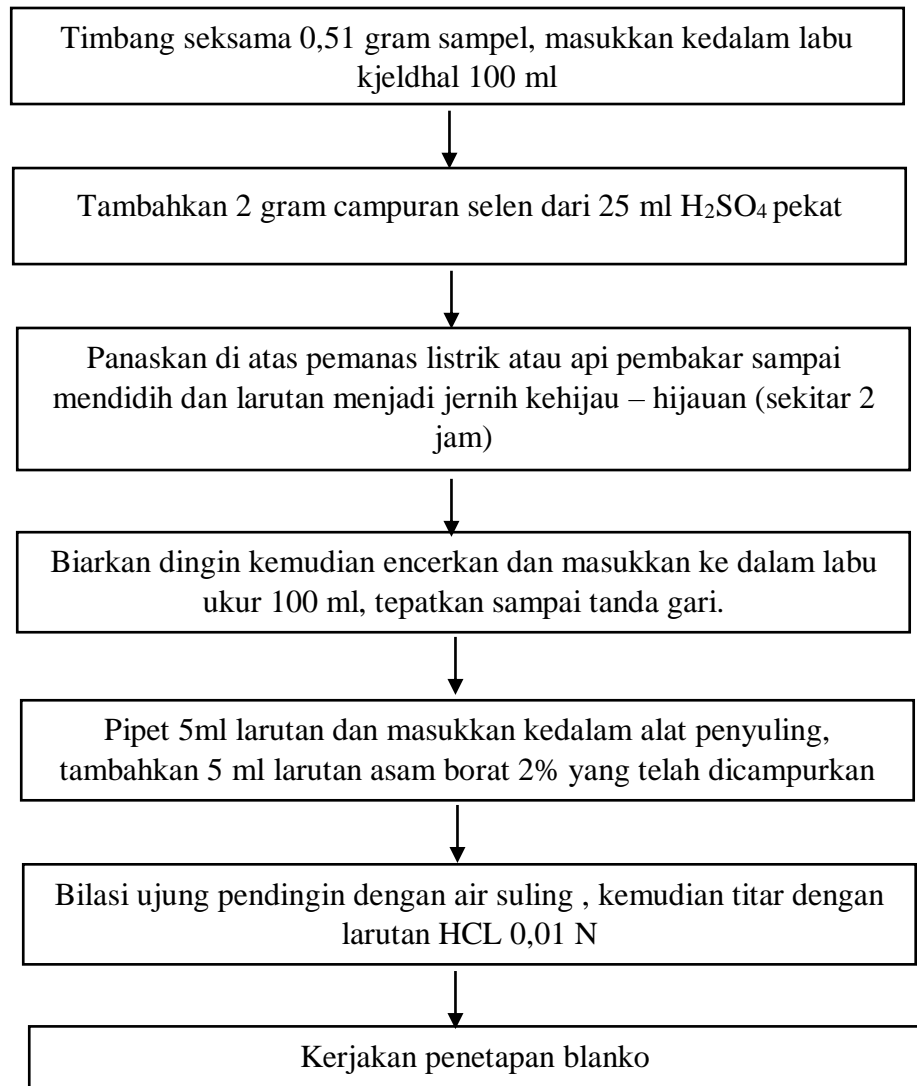 Timbang seksama 0,51 gram sampel, masukkan kedalam labu
kjeldhal 100 ml
Tambahkan 2 gram campuran selen dari 25 ml H₂SO₄ pekat
Panaskan di atas pemanas listrik atau api pembakar sampai
mendidih dan larutan menjadi jernih kehijau – hijauan (sekitar 2
jam)
Biarkan dingin kemudian encerkan dan masukkan ke dalam labu
ukur 100 ml, tepatkan sampai tanda gari.
Pipet 5ml larutan dan masukkan kedalam alat penyuling,
tambahkan 5 ml larutan asam borat 2% yang telah dicampurkan
Bilasi ujung pendingin dengan air suling , kemudian titar dengan
larutan HCL 0,01 N
Kerjakan penetapan blanko